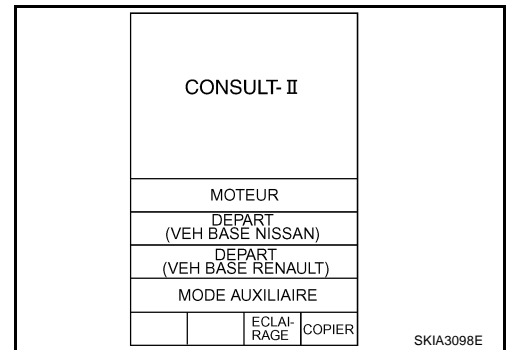 CONSULT-II
MOTEUR
DEPART
(VEH BASE NISSAN)
DEPART
(VEH BASE RENAULT)
MODE AUXILIAIRE
ECLAI-
RAGE
COPIER
SKIA3098E